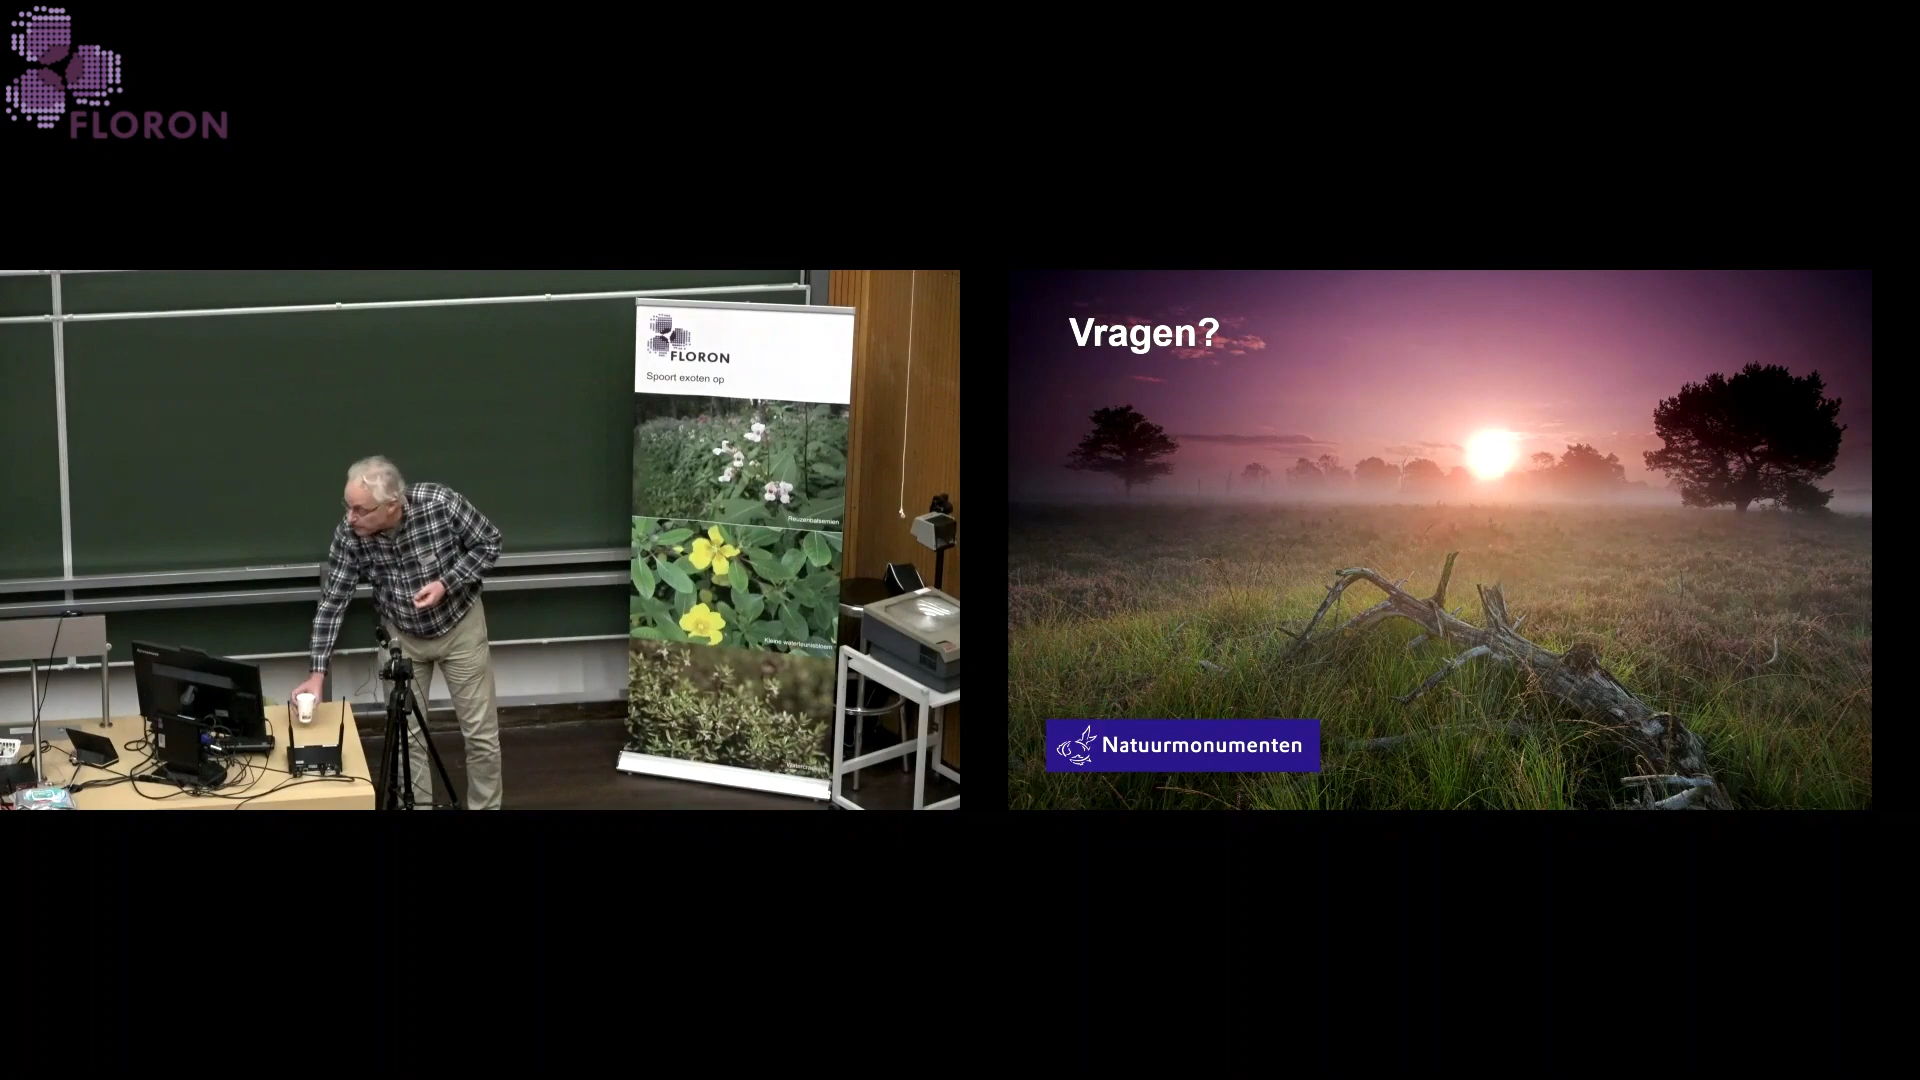 FLORON
FLORON
Spoort exoten op
Reuzenbalsemien
Kleine waterteunisbloem
Vragen?
Natuurmonumenten